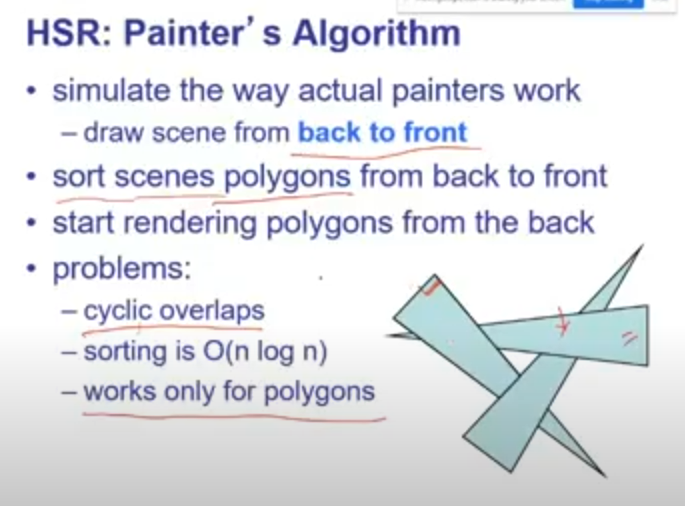 HSR: Painter's Algorithm
• simulate the way actual painters work
– draw scene from back to front
• sort scenes polygons from back to front
• start rendering polygons from the back
• problems:
– cyclic overlaps
– sorting is O(n log n)
– works only for polygons